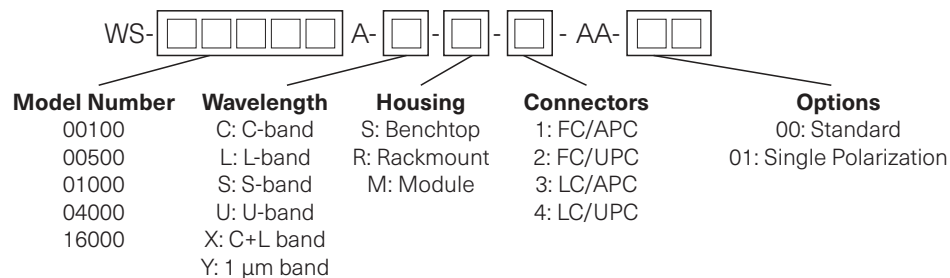 WS- A- - - - AA-
Model Number Wavelength Housing Connectors Options
00100 C: C-band S: Benchtop 1: FC/APC 00: Standard
00500 L: L-band R: Rackmount 2: FC/UPC 01: Single Polarization
01000 S: S-band M: Module 3: LC/APC
04000 U: U-band 4: LC/UPC
16000 X: C+L band
Y: 1 µm band